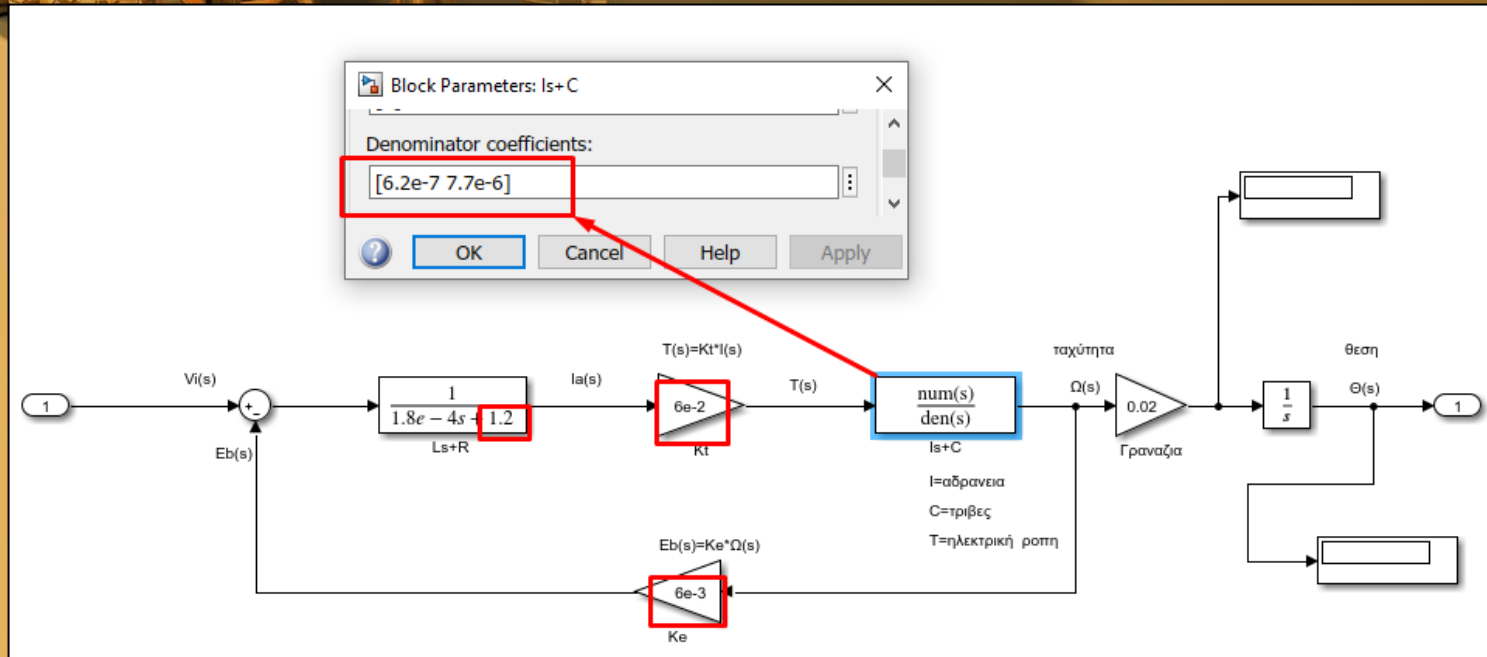 Block Parameters: Is+C
Denominator coefficients:
[6.2e-7 7.7e-6]
OK Cancel Help Apply
T(s)=Kt*I(s)
ταχύτητα
θεση
Vi(s)
Ia(s)
T(s)
Ω(s)
Θ(s)
1
+
-
1
1.8e − 4s + 1.2
6e-2
num(s)
den(s)
0.02
1
s
1
Eb(s)
Ls+R
Kt
Is+C
Γραναζια
I=αδρανεια
C=τριβες
T=ηλεκτρική ροπη
Eb(s)=Ke*Ω(s)
6e-3
Ke